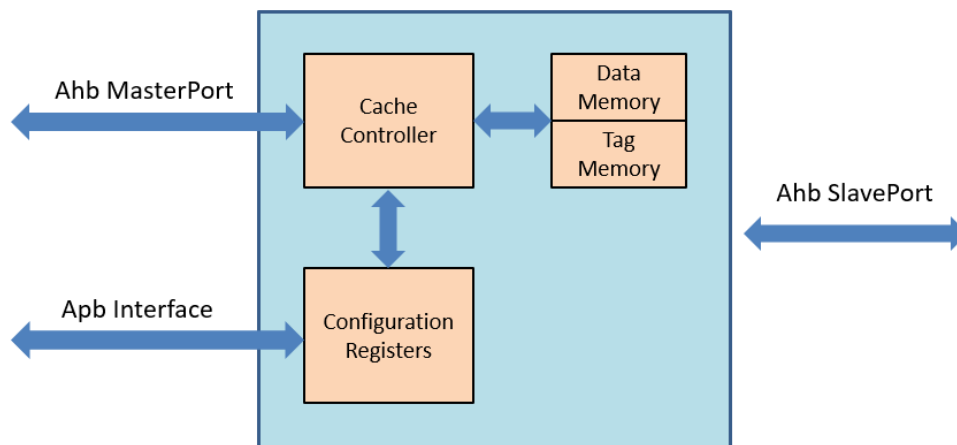 Ahb MasterPort
Cache
Controller
Data
Memory
Tag
Memory
Ahb SlavePort
Apb Interface
Configuration
Registers